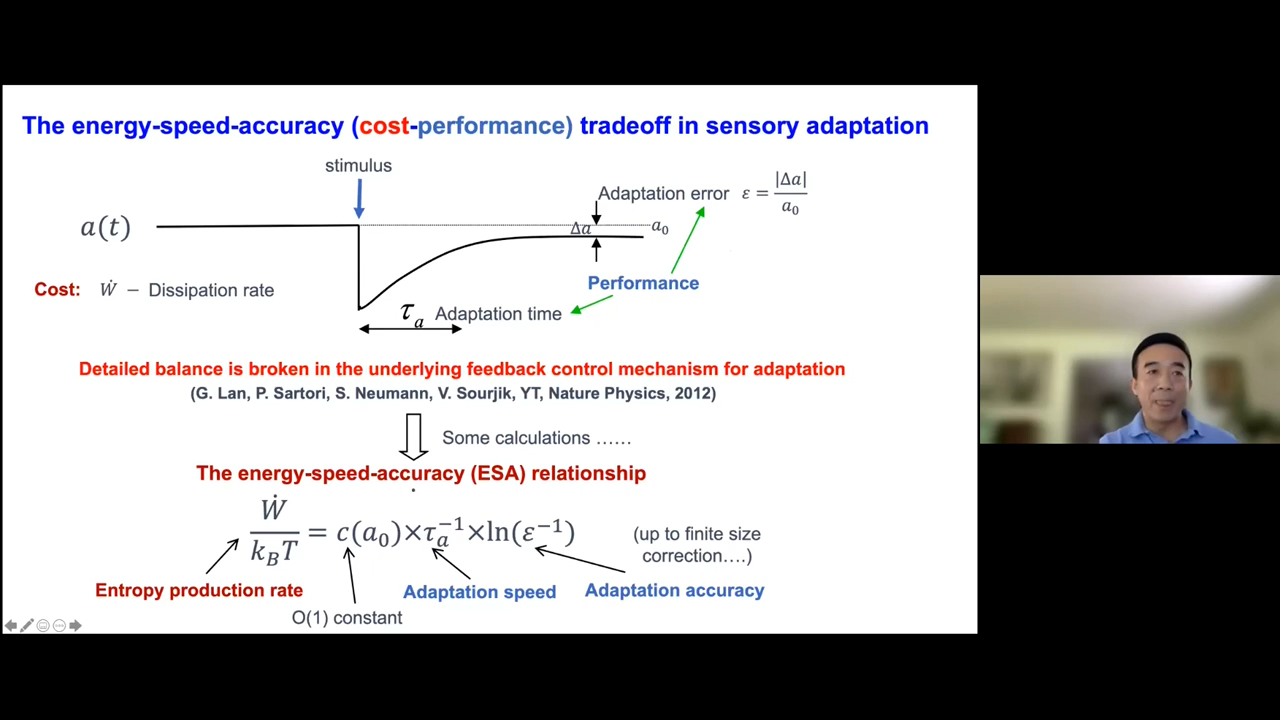 The energy-speed-accuracy (cost-performance) tradeoff in sensory adaptation
stimulus
Adaptation error ε = |Δa| / a₀
a(t)
Δa
a₀
Cost: Ẇ − Dissipation rate
Performance
τₐ Adaptation time
Detailed balance is broken in the underlying feedback control mechanism for adaptation
(G. Lan, P. Sartori, S. Neumann, V. Sourjik, YT, Nature Physics, 2012)
Some calculations ......
The energy-speed-accuracy (ESA) relationship
Ẇ / k_BT = c(a₀)×τₐ⁻¹×ln(ε⁻¹)
(up to finite size
correction....)
Entropy production rate
Adaptation speed
Adaptation accuracy
O(1) constant